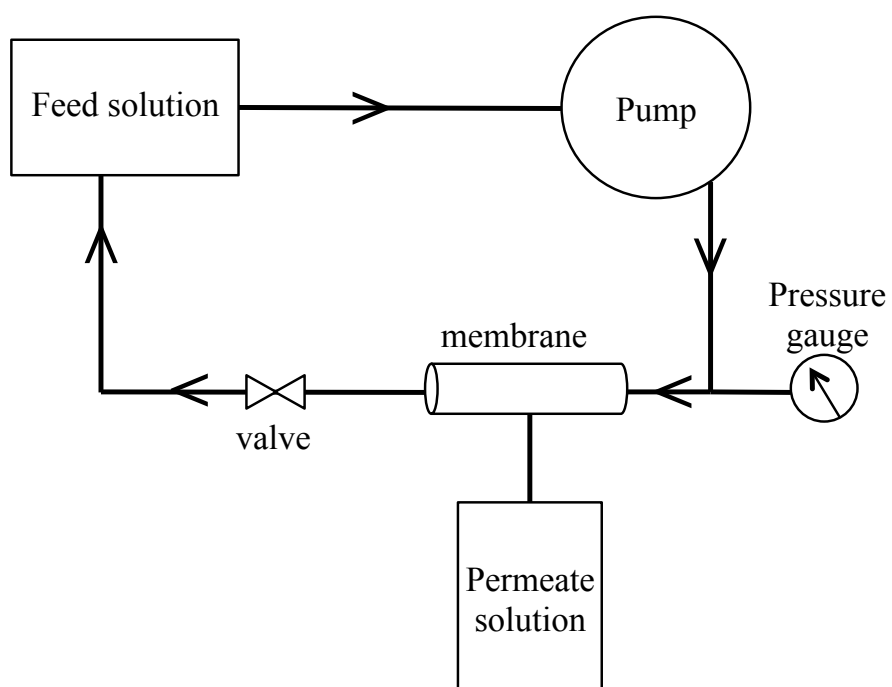 Feed solution
Pump
Pressure
gauge
membrane
valve
Permeate
solution